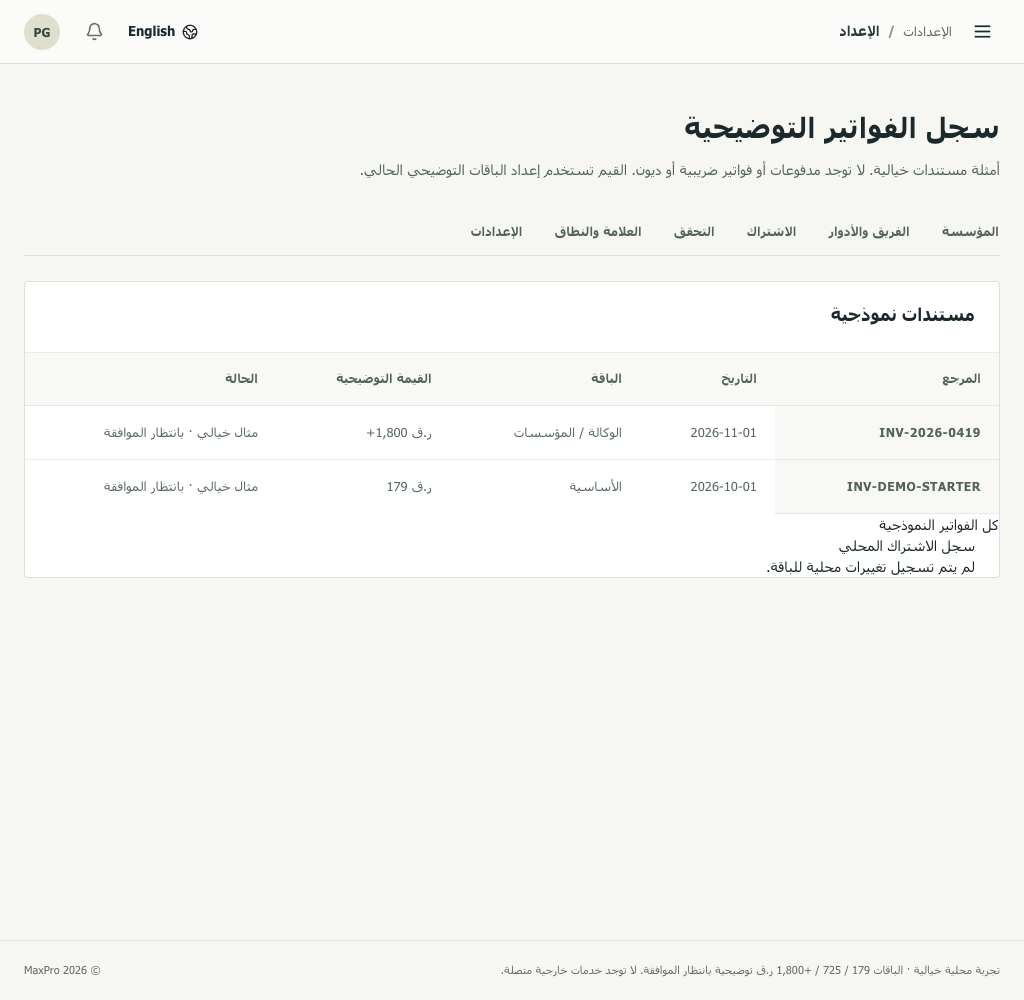 الإعدادات / الإعداد
English
PG
سجل الفواتير التوضيحية
أمثلة مستندات خيالية. لا توجد مدفوعات أو فواتير ضريبية أو ديون. القيم تستخدم إعداد الباقات التوضيحي الحالي.
المؤسسة الفريق والأدوار الاشتراك التحقق العلامة والنطاق الإعدادات
مستندات نموذجية
المرجع التاريخ الباقة القيمة التوضيحية الحالة
INV-2026-0419 2026-11-01 الوكالة / المؤسسات ر.ق 1,800+ مثال خيالي · بانتظار الموافقة
INV-DEMO-STARTER 2026-10-01 الأساسية ر.ق 179 مثال خيالي · بانتظار الموافقة
كل الفواتير النموذجية
سجل الاشتراك المحلي
لم يتم تسجيل تغييرات محلية للباقة.
تجربة محلية خيالية · الباقات 179 / 725 / 1,800+ ر.ق توضيحية بانتظار الموافقة. لا توجد خدمات خارجية متصلة.
© 2026 MaxPro